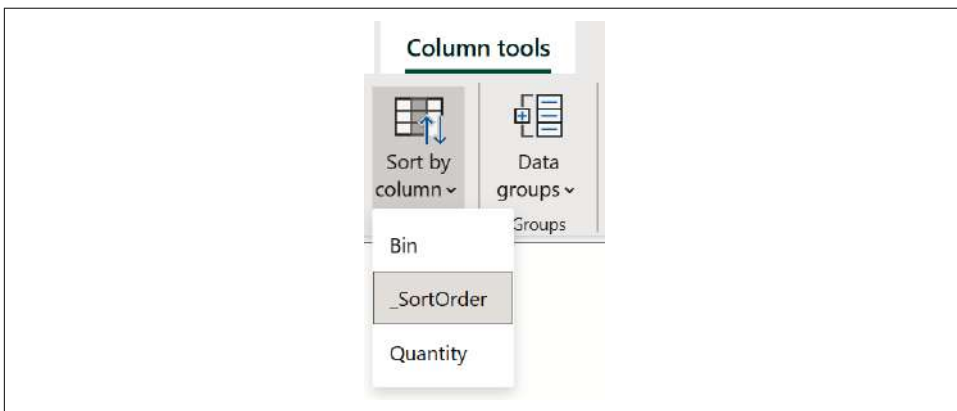 Column tools
Sort by
column
Data
groups
Groups
Bin
_SortOrder
Quantity